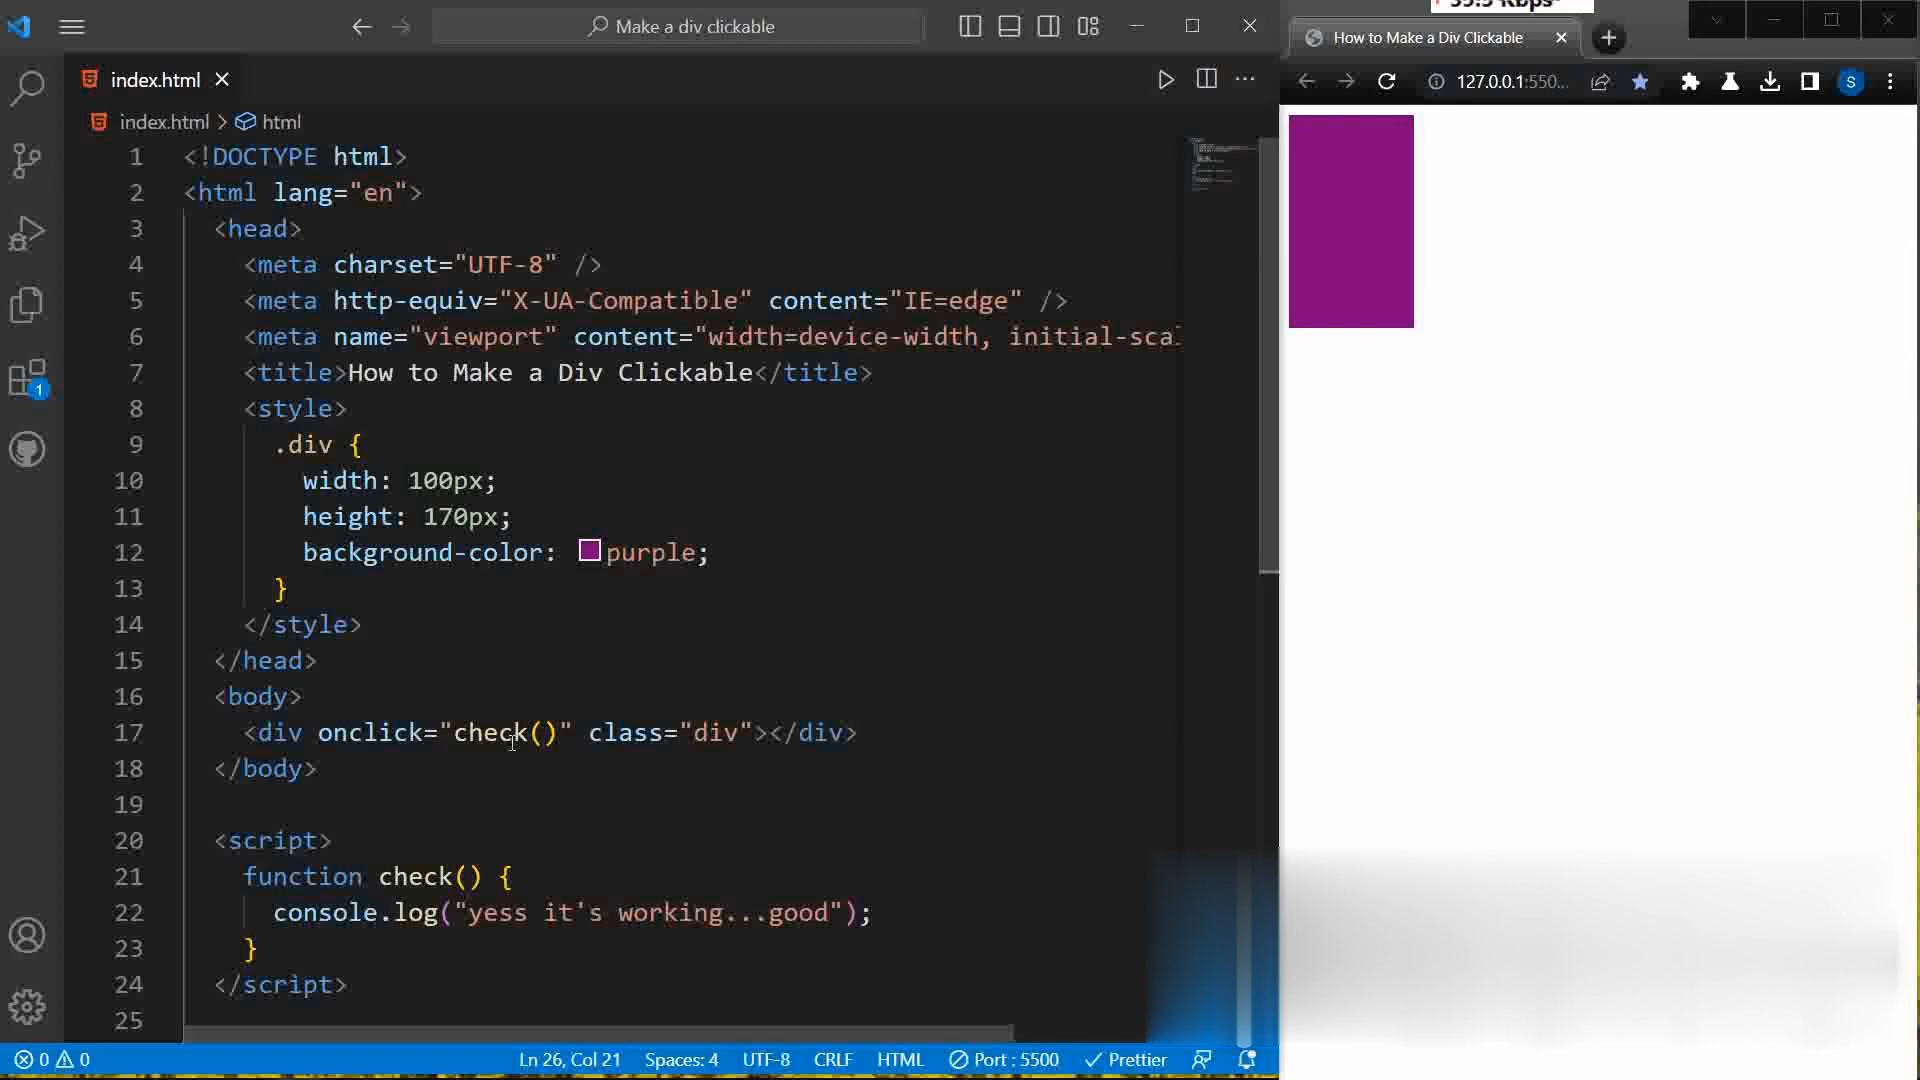 Make a div clickable
index.html
index.html > html
1 <!DOCTYPE html>
2 <html lang="en">
3 <head>
4 <meta charset="UTF-8" />
5 <meta http-equiv="X-UA-Compatible" content="IE=edge" />
6 <meta name="viewport" content="width=device-width, initial-scal
7 <title>How to Make a Div Clickable</title>
8 <style>
9 .div {
10 width: 100px;
11 height: 170px;
12 background-color: purple;
13 }
14 </style>
15 </head>
16 <body>
17 <div onclick="check()" class="div"></div>
18 </body>
19
20 <script>
21 function check() {
22 console.log("yess it's working...good");
23 }
24 </script>
25
1
0 0 Ln 26, Col 21 Spaces: 4 UTF-8 CRLF HTML Port : 5500 Prettier
How to Make a Div Clickable
127.0.0.1:550...
S